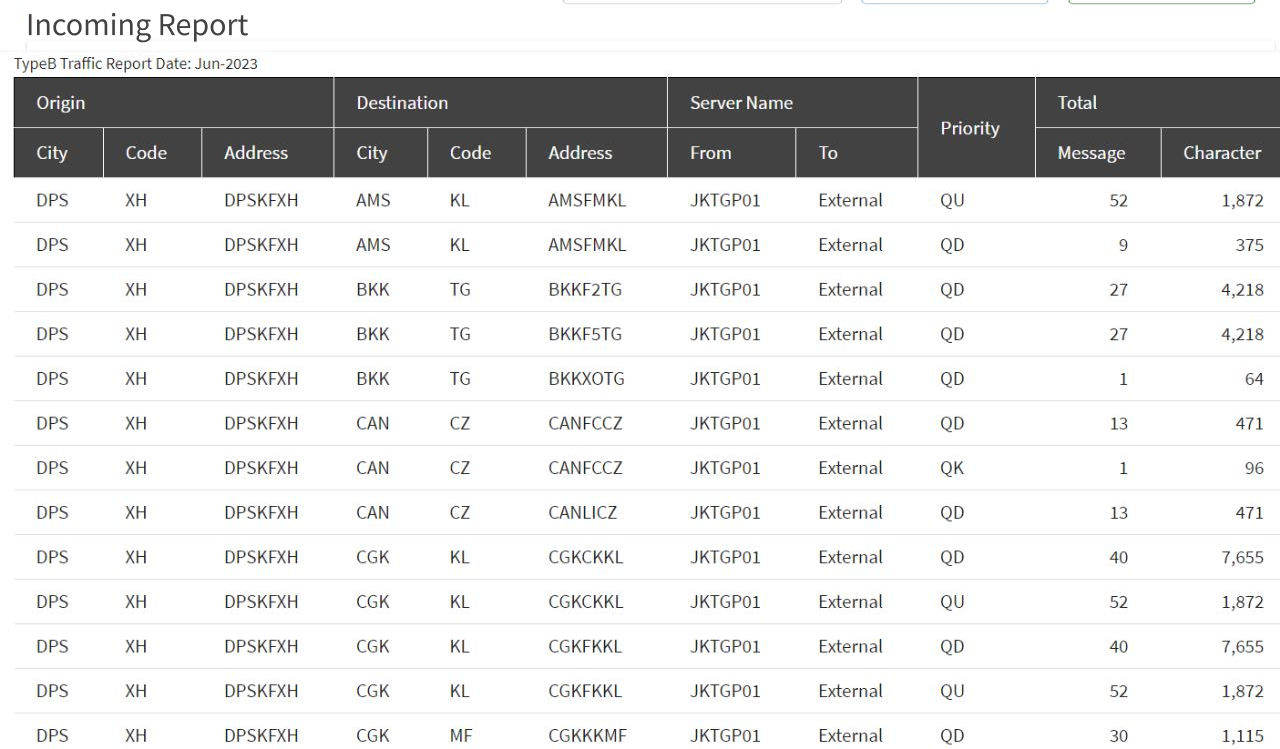 Incoming Report
TypeB Traffic Report Date: Jun-2023
Origin Destination Server Name Priority Total
City Code Address City Code Address From To Message Character
DPS XH DPSKFXH AMS KL AMSFMKL JKTGP01 External QU 52 1,872
DPS XH DPSKFXH AMS KL AMSFMKL JKTGP01 External QD 9 375
DPS XH DPSKFXH BKK TG BKKF2TG JKTGP01 External QD 27 4,218
DPS XH DPSKFXH BKK TG BKKF5TG JKTGP01 External QD 27 4,218
DPS XH DPSKFXH BKK TG BKKXOTG JKTGP01 External QD 1 64
DPS XH DPSKFXH CAN CZ CANFCCZ JKTGP01 External QD 13 471
DPS XH DPSKFXH CAN CZ CANFCCZ JKTGP01 External QK 1 96
DPS XH DPSKFXH CAN CZ CANLICZ JKTGP01 External QD 13 471
DPS XH DPSKFXH CGK KL CGKCKKL JKTGP01 External QD 40 7,655
DPS XH DPSKFXH CGK KL CGKCKKL JKTGP01 External QU 52 1,872
DPS XH DPSKFXH CGK KL CGKFKKL JKTGP01 External QD 40 7,655
DPS XH DPSKFXH CGK KL CGKFKKL JKTGP01 External QU 52 1,872
DPS XH DPSKFXH CGK MF CGKKKMF JKTGP01 External QD 30 1,115